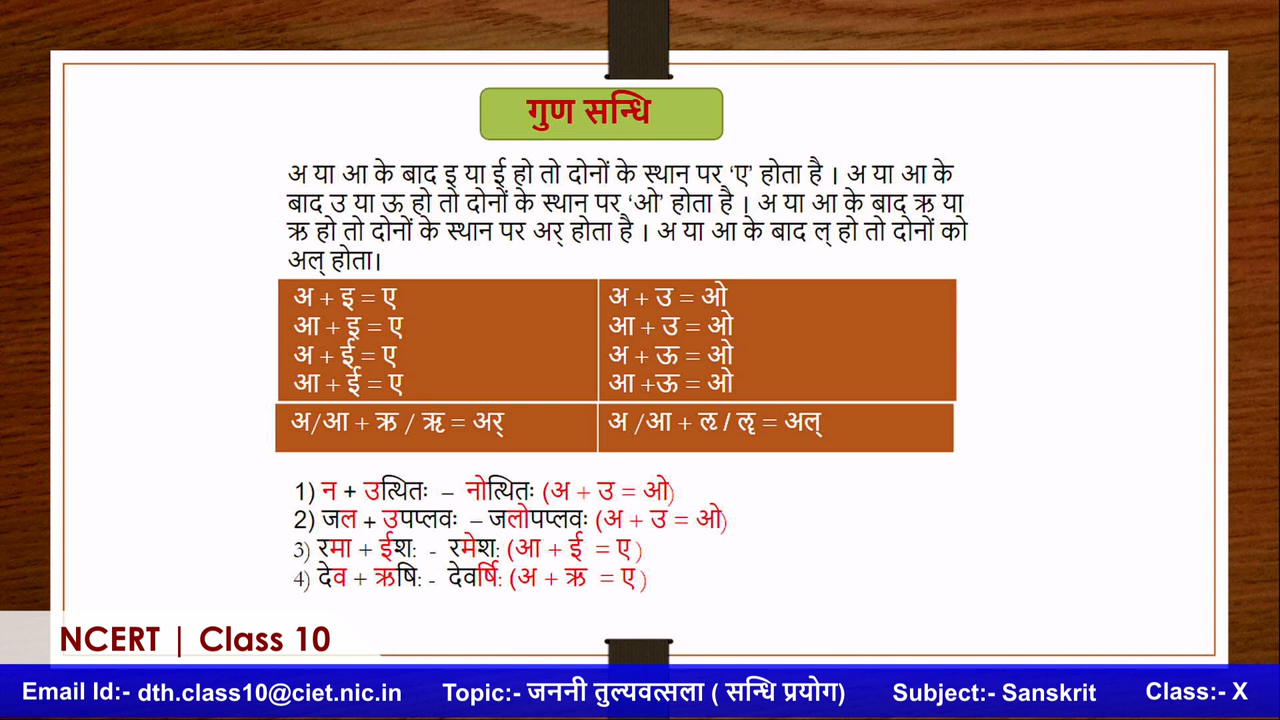 गुण सन्धि
अ या आ के बाद इ या ई हो तो दोनों के स्थान पर ‘ए’ होता है । अ या आ के
बाद उ या ऊ हो तो दोनों के स्थान पर ‘ओ’ होता है । अ या आ के बाद ऋ या
ऋ हो तो दोनों के स्थान पर अर् होता है । अ या आ के बाद ल् हो तो दोनों को
अल् होता।
अ + इ = ए
आ + इ = ए
अ + ई = ए
आ + ई = ए
अ + उ = ओ
आ + उ = ओ
अ + ऊ = ओ
आ +ऊ = ओ
अ/आ + ऋ / ॠ = अर्
अ /आ + ऌ / ॡ = अल्
1) न + उत्थितः – नोत्थितः (अ + उ = ओ)
2) जल + उपप्लवः – जलोपप्लवः (अ + उ = ओ)
3) रमा + ईश: - रमेश: (आ + ई = ए )
4) देव + ऋषि: - देवर्षि: (अ + ऋ = ए )
NCERT | Class 10
Email Id:- dth.class10@ciet.nic.in Topic:- जननी तुल्यवत्सला ( सन्धि प्रयोग) Subject:- Sanskrit Class:- X